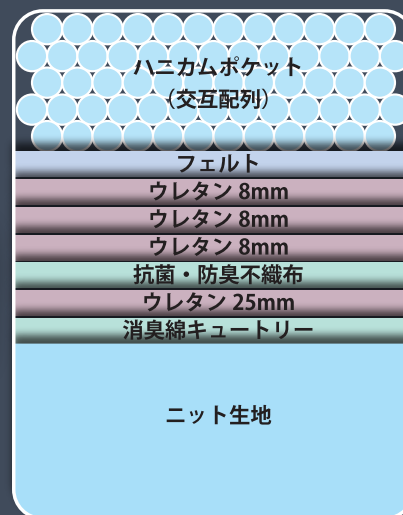 ハニカムポケット
（交互配列）
フェルト
ウレタン 8mm
ウレタン 8mm
ウレタン 8mm
抗菌・防臭不織布
ウレタン 25mm
消臭綿キュートリー
ニット生地